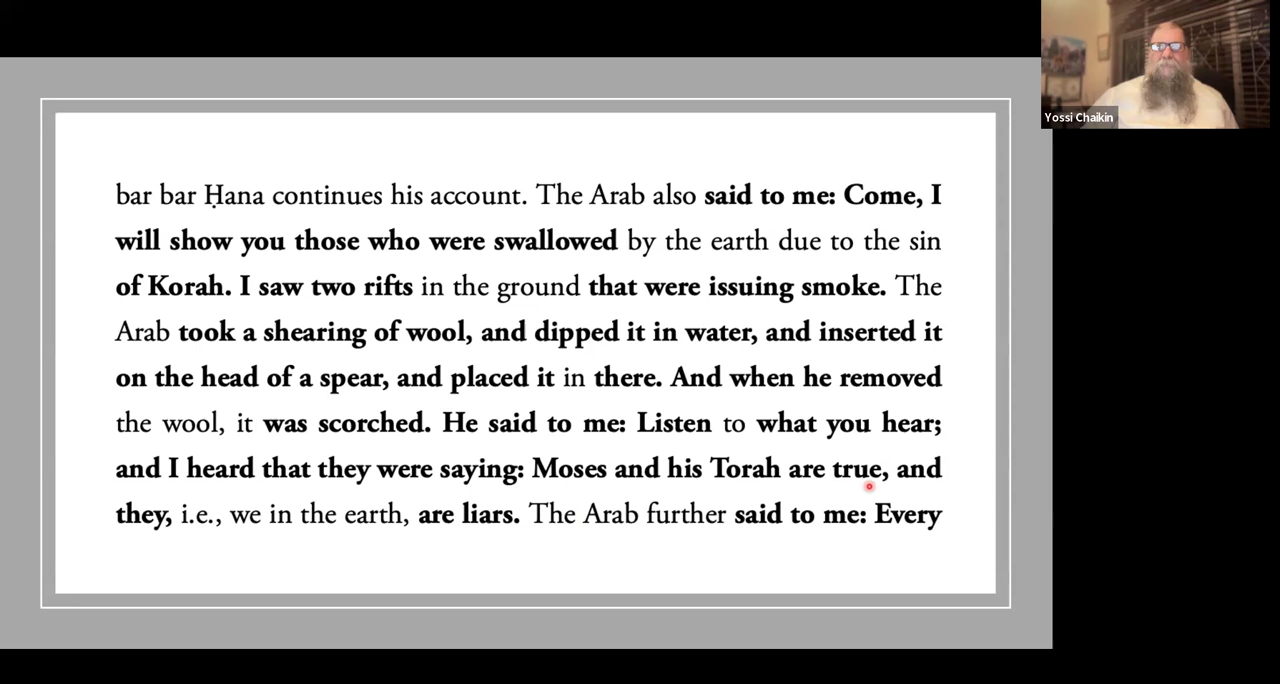 bar bar Ḥana continues his account. The Arab also said to me: Come, I
will show you those who were swallowed by the earth due to the sin
of Korah. I saw two rifts in the ground that were issuing smoke. The
Arab took a shearing of wool, and dipped it in water, and inserted it
on the head of a spear, and placed it in there. And when he removed
the wool, it was scorched. He said to me: Listen to what you hear;
and I heard that they were saying: Moses and his Torah are true, and
they, i.e., we in the earth, are liars. The Arab further said to me: Every
Yossi Chaikin